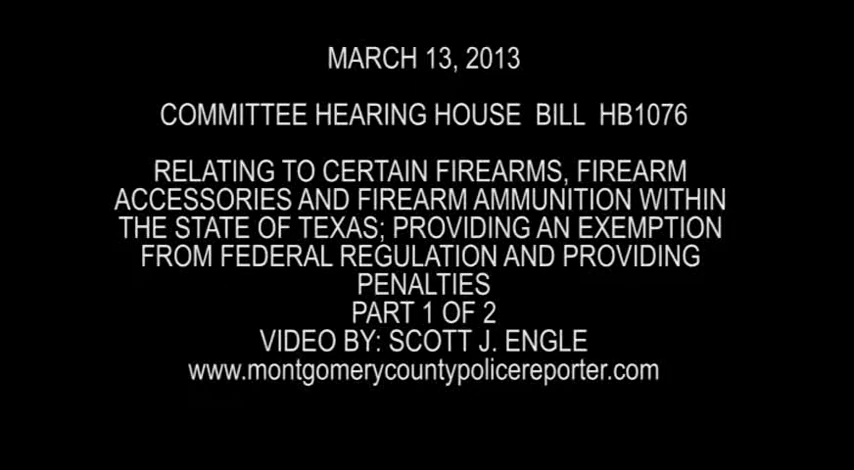 MARCH 13, 2013
COMMITTEE HEARING HOUSE BILL HB1076
RELATING TO CERTAIN FIREARMS, FIREARM
ACCESSORIES AND FIREARM AMMUNITION WITHIN
THE STATE OF TEXAS; PROVIDING AN EXEMPTION
FROM FEDERAL REGULATION AND PROVIDING
PENALTIES
PART 1 OF 2
VIDEO BY: SCOTT J. ENGLE
www.montgomerycountypolicereporter.com